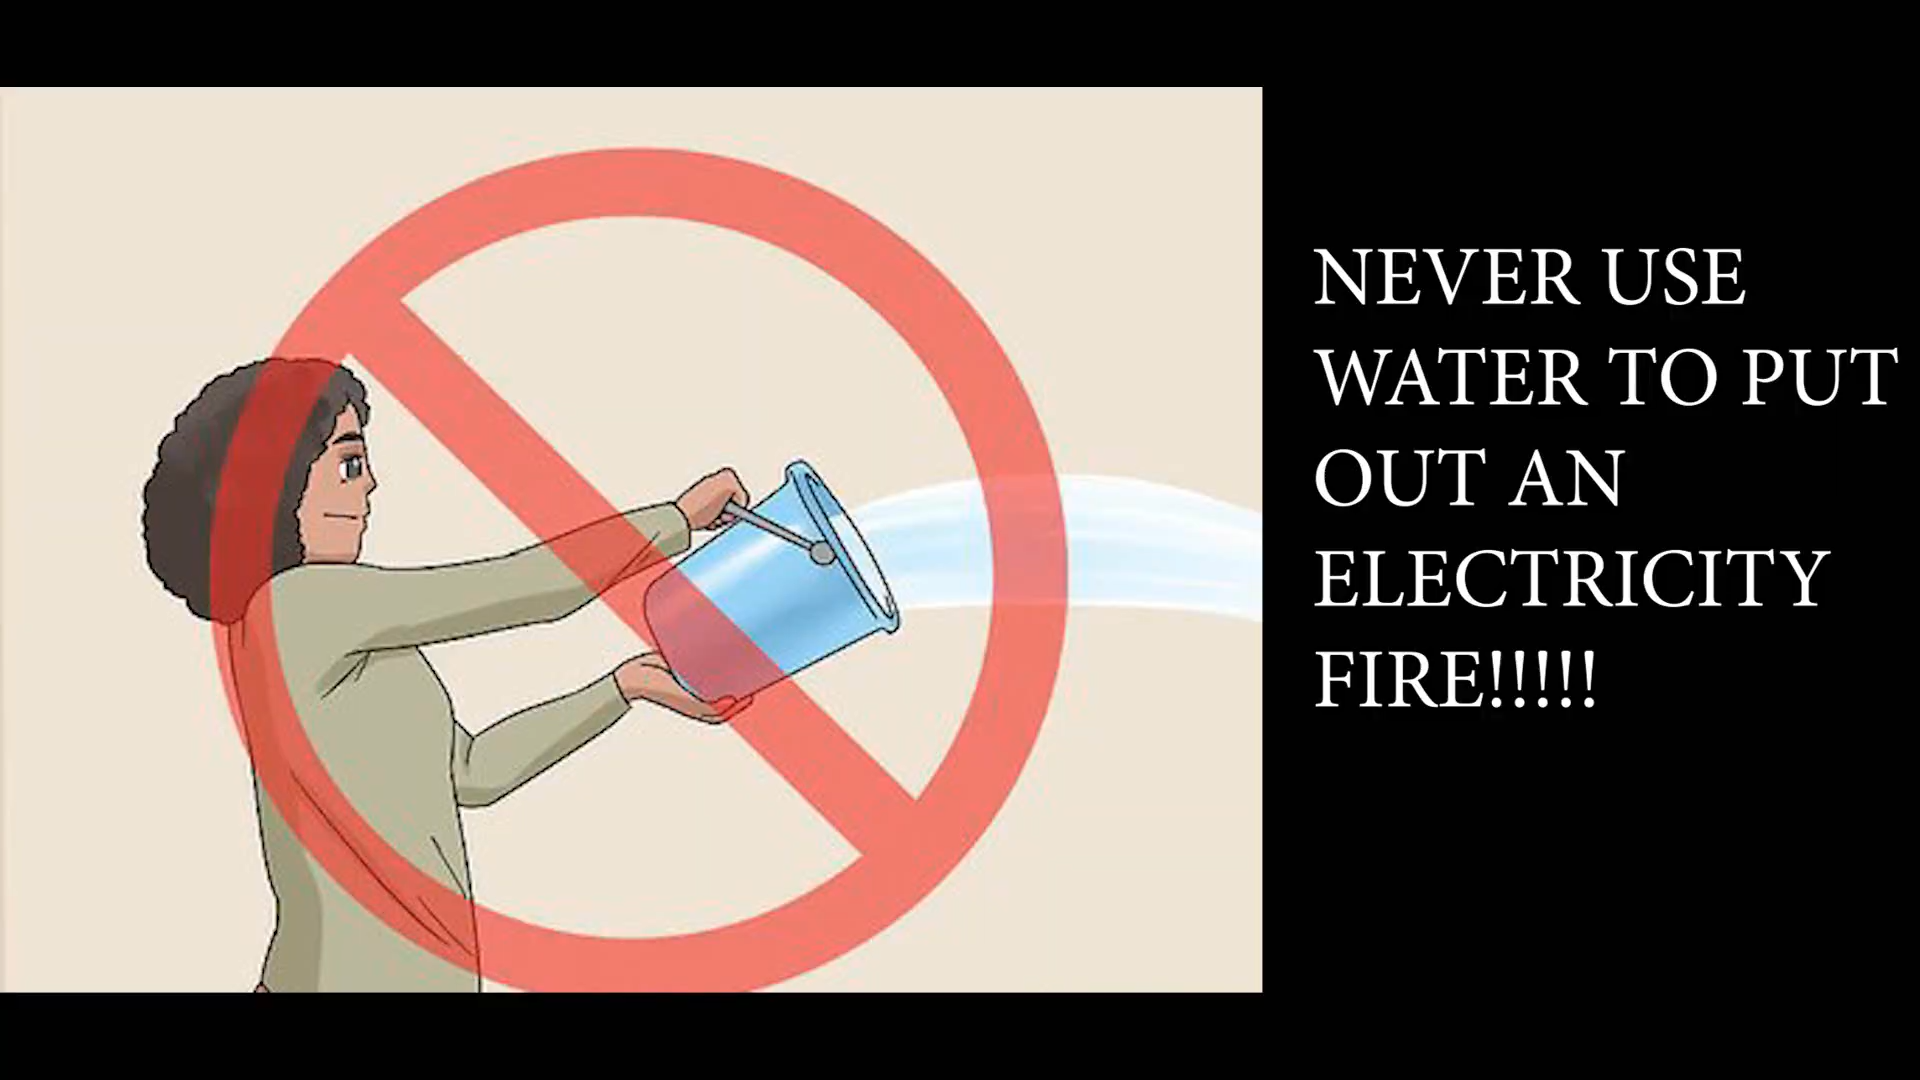 NEVER USE
WATER TO PUT
OUT AN
ELECTRICITY
FIRE!!!!!